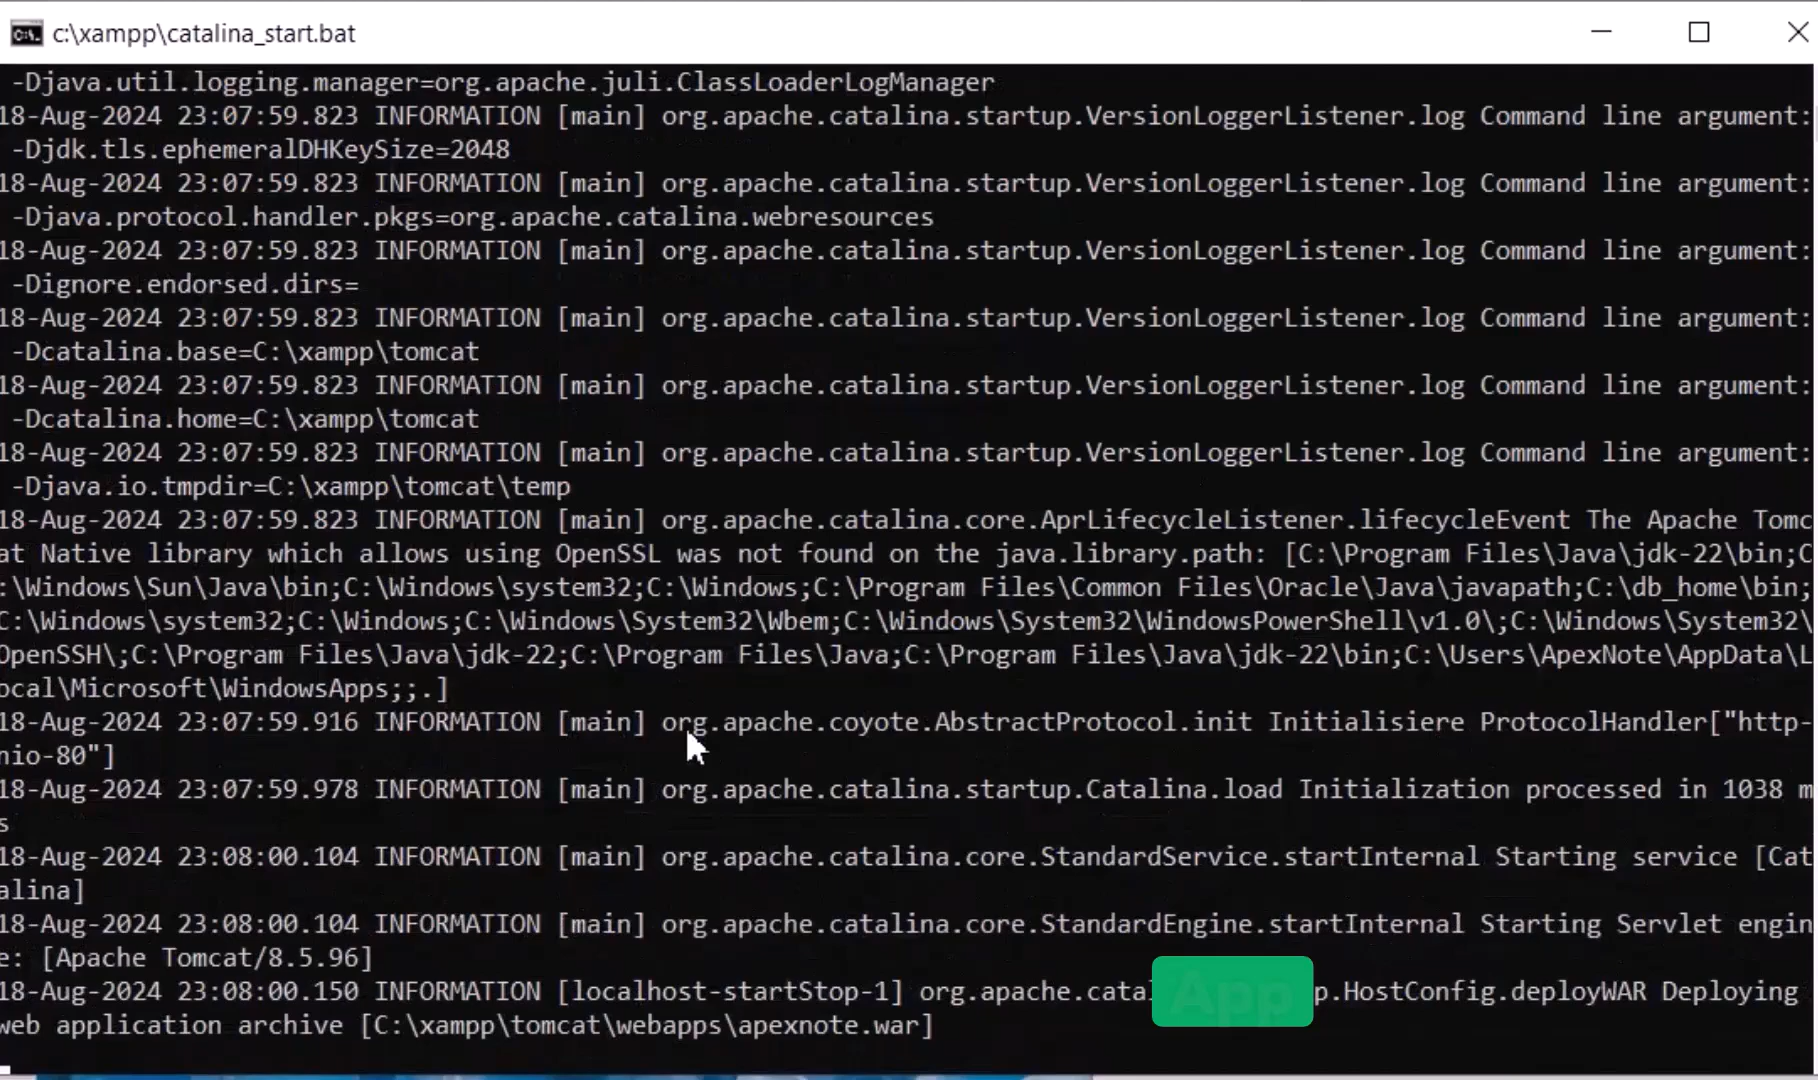 c:\xampp\catalina_start.bat
-Djava.util.logging.manager=org.apache.juli.ClassLoaderLogManager
18-Aug-2024 23:07:59.823 INFORMATION [main] org.apache.catalina.startup.VersionLoggerListener.log Command line argument:
-Djdk.tls.ephemeralDHKeySize=2048
18-Aug-2024 23:07:59.823 INFORMATION [main] org.apache.catalina.startup.VersionLoggerListener.log Command line argument:
-Djava.protocol.handler.pkgs=org.apache.catalina.webresources
18-Aug-2024 23:07:59.823 INFORMATION [main] org.apache.catalina.startup.VersionLoggerListener.log Command line argument:
-Dignore.endorsed.dirs=
18-Aug-2024 23:07:59.823 INFORMATION [main] org.apache.catalina.startup.VersionLoggerListener.log Command line argument:
-Dcatalina.base=C:\xampp\tomcat
18-Aug-2024 23:07:59.823 INFORMATION [main] org.apache.catalina.startup.VersionLoggerListener.log Command line argument:
-Dcatalina.home=C:\xampp\tomcat
18-Aug-2024 23:07:59.823 INFORMATION [main] org.apache.catalina.startup.VersionLoggerListener.log Command line argument:
-Djava.io.tmpdir=C:\xampp\tomcat\temp
18-Aug-2024 23:07:59.823 INFORMATION [main] org.apache.catalina.core.AprLifecycleListener.lifecycleEvent The Apache Tomc
at Native library which allows using OpenSSL was not found on the java.library.path: [C:\Program Files\Java\jdk-22\bin;C
:\Windows\Sun\Java\bin;C:\Windows\system32;C:\Windows;C:\Program Files\Common Files\Oracle\Java\javapath;C:\db_home\bin;
C:\Windows\system32;C:\Windows;C:\Windows\System32\Wbem;C:\Windows\System32\WindowsPowerShell\v1.0\;C:\Windows\System32\
OpenSSH\;C:\Program Files\Java\jdk-22;C:\Program Files\Java;C:\Program Files\Java\jdk-22\bin;C:\Users\ApexNote\AppData\L
ocal\Microsoft\WindowsApps;;.]
18-Aug-2024 23:07:59.916 INFORMATION [main] org.apache.coyote.AbstractProtocol.init Initialisiere ProtocolHandler["http-
nio-80"]
18-Aug-2024 23:07:59.978 INFORMATION [main] org.apache.catalina.startup.Catalina.load Initialization processed in 1038 m
s
18-Aug-2024 23:08:00.104 INFORMATION [main] org.apache.catalina.core.StandardService.startInternal Starting service [Cat
alina]
18-Aug-2024 23:08:00.104 INFORMATION [main] org.apache.catalina.core.StandardEngine.startInternal Starting Servlet engin
e: [Apache Tomcat/8.5.96]
18-Aug-2024 23:08:00.150 INFORMATION [localhost-startStop-1] org.apache.cata App p.HostConfig.deployWAR Deploying
web application archive [C:\xampp\tomcat\webapps\apexnote.war]